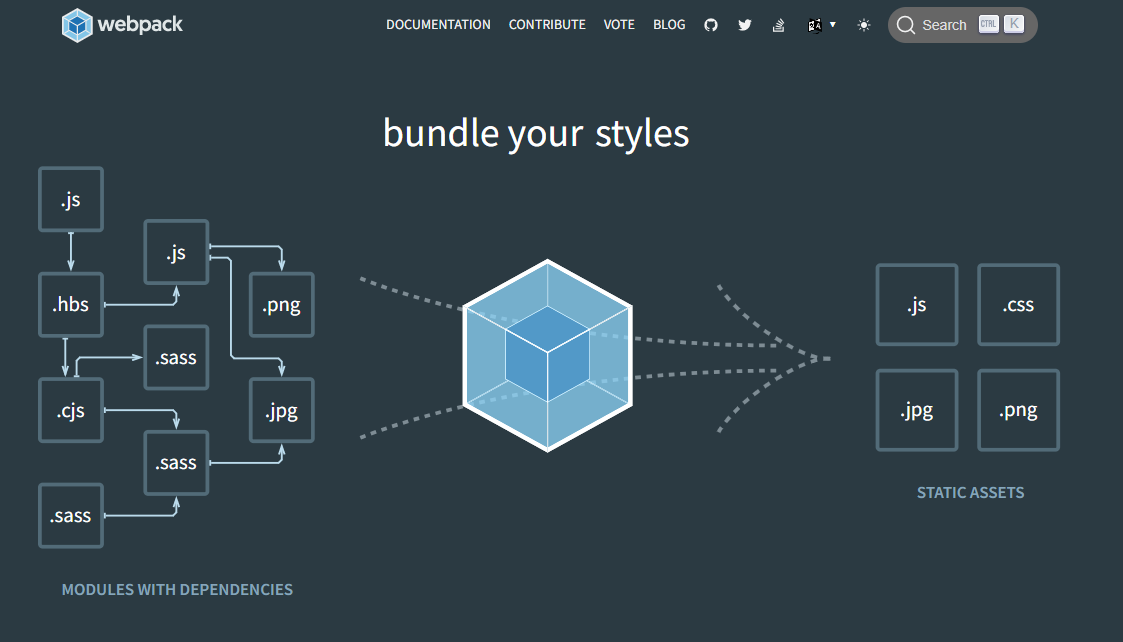 webpack
DOCUMENTATION CONTRIBUTE VOTE BLOG Search CTRL K
bundle your styles
.js
.js
.hbs
.png
.sass
.cjs
.jpg
.sass
.sass
MODULES WITH DEPENDENCIES
.js .css
.jpg .png
STATIC ASSETS